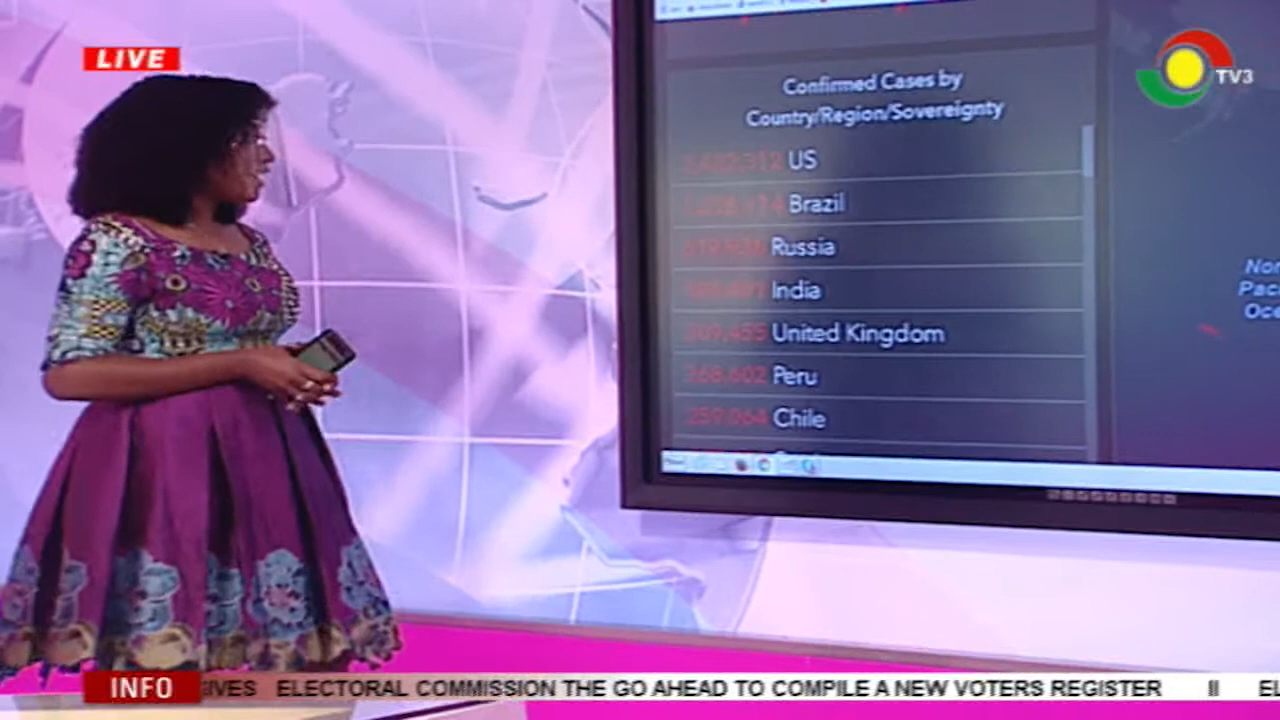 LIVE
TV3
Confirmed Cases by
Country/Region/Sovereignty
US
Brazil
Russia
India
309,455 United Kingdom
268,602 Peru
259,064 Chile
INFO
ELECTORAL COMMISSION THE GO AHEAD TO COMPILE A NEW VOTERS REGISTER II